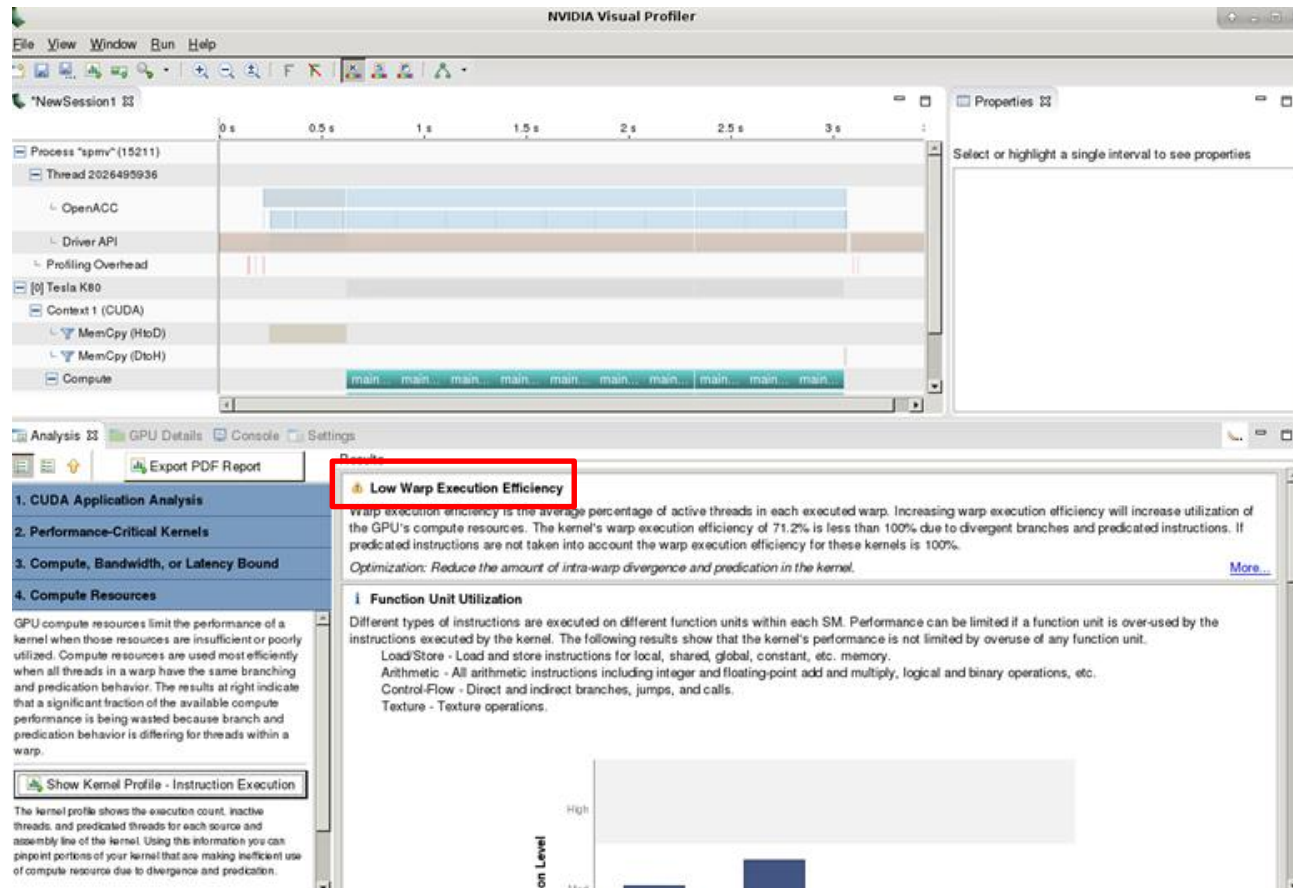 NVIDIA Visual Profiler
File View Window Run Help
*NewSession1
Properties
0 s 0.5 s 1 s 1.5 s 2 s 2.5 s 3 s
Process "spmv" (15211)
Select or highlight a single interval to see properties
Thread 2026495936
OpenACC
Driver API
Profiling Overhead
[0] Tesla K80
Context 1 (CUDA)
MemCpy (HtoD)
MemCpy (DtoH)
Compute
main... main... main... main... main... main... main... main... main... main...
Analysis GPU Details Console Settings
Export PDF Report
Results
1. CUDA Application Analysis
2. Performance-Critical Kernels
3. Compute, Bandwidth, or Latency Bound
4. Compute Resources
GPU compute resources limit the performance of a
kernel when those resources are insufficient or poorly
utilized. Compute resources are used most efficiently
when all threads in a warp have the same branching
and predication behavior. The results at right indicate
that a significant fraction of the available compute
performance is being wasted because branch and
predication behavior is differing for threads within a
warp.
Show Kernel Profile - Instruction Execution
The kernel profile shows the execution count, inactive
threads, and predicated threads for each source and
assembly line of the kernel. Using this information you can
pinpoint portions of your kernel that are making inefficient use
of compute resource due to divergence and predication.
Low Warp Execution Efficiency
Warp execution efficiency is the average percentage of active threads in each executed warp. Increasing warp execution efficiency will increase utilization of
the GPU's compute resources. The kernel's warp execution efficiency of 71.2% is less than 100% due to divergent branches and predicated instructions. If
predicated instructions are not taken into account the warp execution efficiency for these kernels is 100%.
Optimization: Reduce the amount of intra-warp divergence and predication in the kernel.
More...
Function Unit Utilization
Different types of instructions are executed on different function units within each SM. Performance can be limited if a function unit is over-used by the
instructions executed by the kernel. The following results show that the kernel's performance is not limited by overuse of any function unit.
Load/Store - Load and store instructions for local, shared, global, constant, etc. memory.
Arithmetic - All arithmetic instructions including integer and floating-point add and multiply, logical and binary operations, etc.
Control-Flow - Direct and indirect branches, jumps, and calls.
Texture - Texture operations.
High
on Level